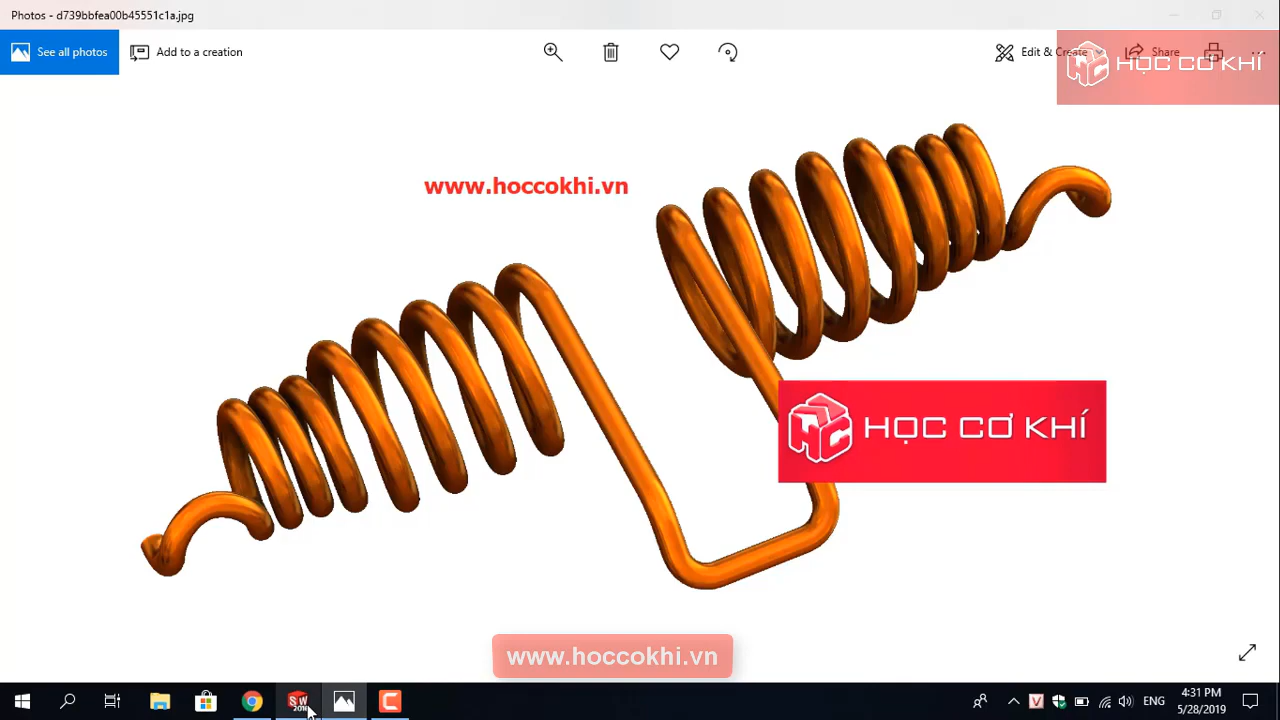 Photos - d739bbfea00b45551c1a.jpg
See all photos
Add to a creation
Edit & Create
Share
HỌC CƠ KHÍ
www.hoccokhi.vn
HỌC CƠ KHÍ
www.hoccokhi.vn
SW
ENG
4:31 PM
5/28/2019